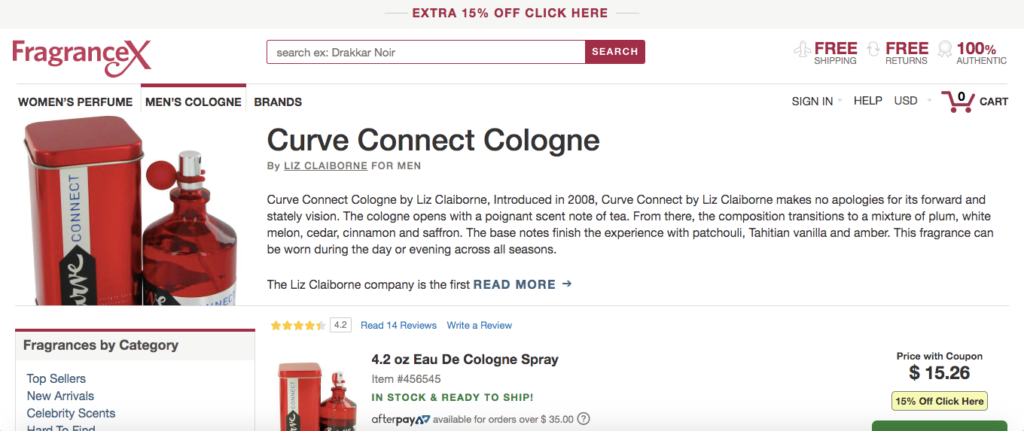 EXTRA 15% OFF CLICK HERE
FragranceX
search ex: Drakkar Noir
SEARCH
FREE
SHIPPING
FREE
RETURNS
100%
AUTHENTIC
WOMEN'S PERFUME
MEN'S COLOGNE
BRANDS
SIGN IN
HELP
USD
0
CART
CONNECT
Curve
CONNECT
Curve Connect Cologne
By LIZ CLAIBORNE FOR MEN
Curve Connect Cologne by Liz Claiborne, Introduced in 2008, Curve Connect by Liz Claiborne makes no apologies for its forward and
stately vision. The cologne opens with a poignant scent note of tea. From there, the composition transitions to a mixture of plum, white
melon, cedar, cinnamon and saffron. The base notes finish the experience with patchouli, Tahitian vanilla and amber. This fragrance can
be worn during the day or evening across all seasons.
The Liz Claiborne company is the first READ MORE →
Fragrances by Category
Top Sellers
New Arrivals
Celebrity Scents
Hard To Find
4.2
Read 14 Reviews
Write a Review
CONNECT
4.2 oz Eau De Cologne Spray
Item #456545
IN STOCK & READY TO SHIP!
afterpay available for orders over $ 35.00 ?
Price with Coupon
$ 15.26
15% Off Click Here